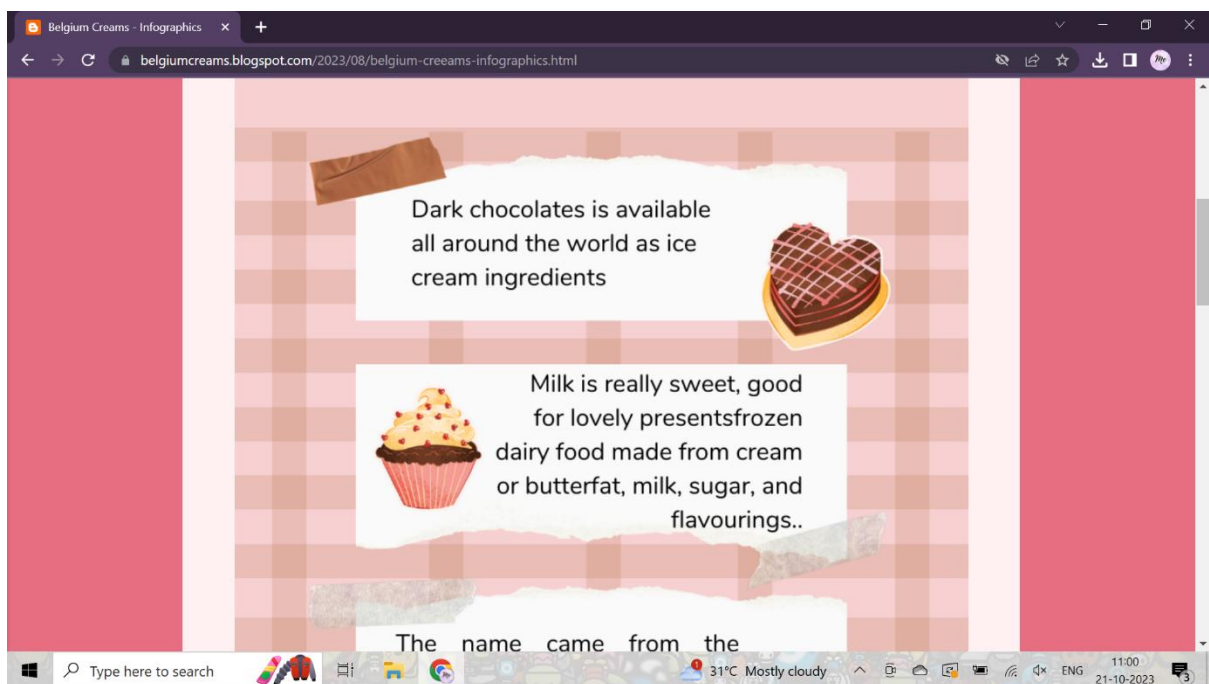 Belgium Creams - Infographics
belgiumcreams.blogspot.com/2023/08/belgium-creeams-infographics.html
Dark chocolates is available
all around the world as ice
cream ingredients
Milk is really sweet, good
for lovely presentsfrozen
dairy food made from cream
or butterfat, milk, sugar, and
flavourings..
The name came from the
Type here to search
31°C Mostly cloudy
ENG
11:00
21-10-2023
3